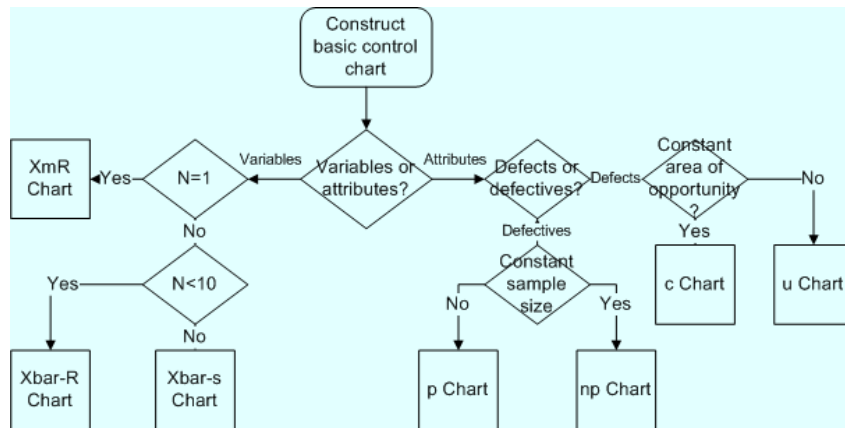 Construct
basic control
chart
Variables or
attributes?
Variables
Attributes
N=1
Yes
XmR
Chart
No
N<10
Yes
No
Xbar-R
Chart
Xbar-s
Chart
Defects or
defectives?
Defects
Defectives
Constant
sample
size
No
Yes
p Chart
np Chart
Constant
area of
opportunity
?
Yes
No
c Chart
u Chart